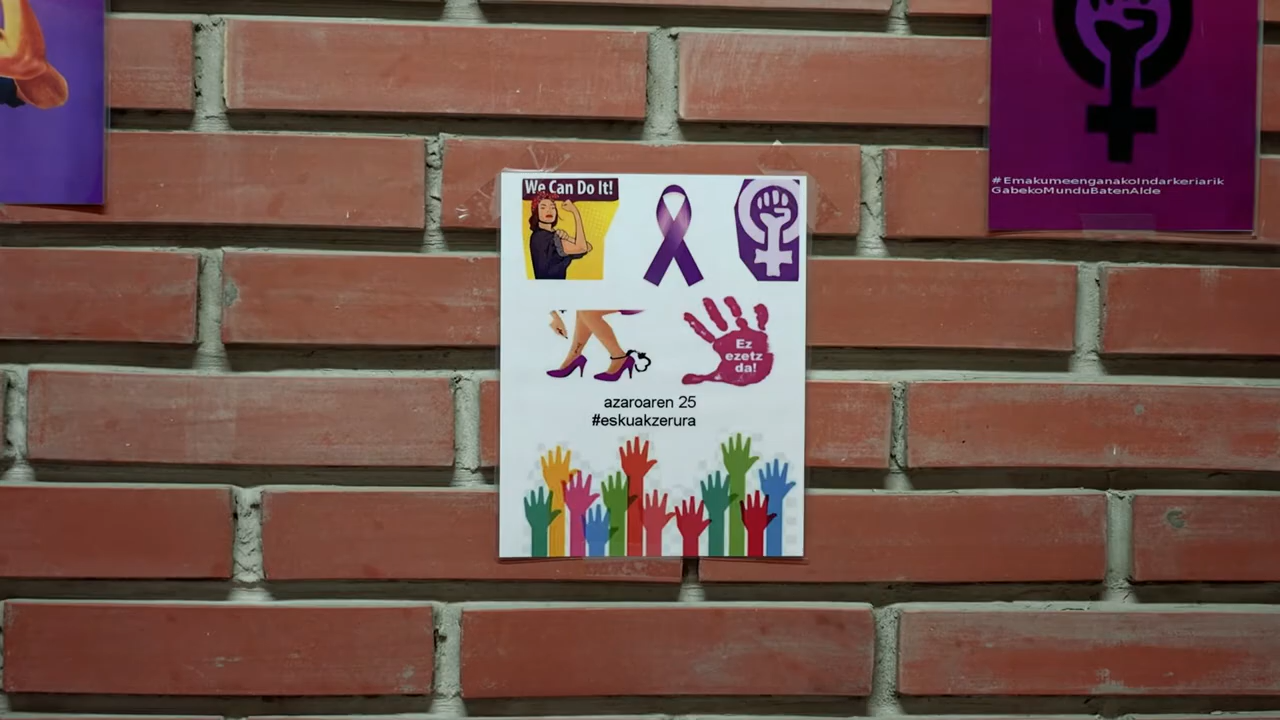 #EmakumeenganakoIndarkeriarik
GabekoMunduBatenAlde
We Can Do It!
Ez
ezetz
da!
azaroaren 25
#eskuakzerura